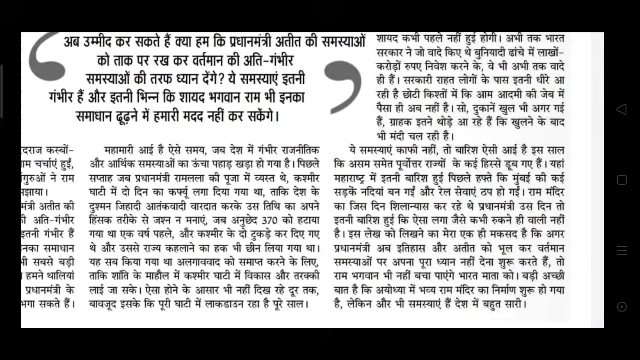 अब उम्मीद कर सकते हैं क्या हम कि प्रधानमंत्री अतीत की समस्याओं
को ताक पर रख कर वर्तमान की अति-गंभीर
समस्याओं की तरफ ध्यान देंगे? ये समस्याएं इतनी
गंभीर हैं और इतनी भिन्न कि शायद भगवान राम भी इनका
समाधान ढूढ़ने में हमारी मदद नहीं कर सकेंगे।
दराज कस्बों-
चर्चाएं हुईं,
गुरुओं ने राम
मझाया।
मंत्री अतीत की
अति-गंभीर
इतनी गंभीर हैं
नका समाधान
भी सबसे बड़ी
हमने थालियां
प्रधानमंत्री के
भगा सकते हैं।
महामारी आई है ऐसे समय, जब देश में गंभीर राजनीतिक
और आर्थिक समस्याओं का ऊंचा पहाड़ खड़ा हो गया है। पिछले
सप्ताह जब प्रधानमंत्री रामलला की पूजा में व्यस्त थे, कश्मीर
घाटी में दो दिन का कर्फ्यू लगा दिया गया था, ताकि देश के
दुश्मन जिहादी आतंकवादी वारदात करके उस तिथि का अपने
हिंसक तरीके से जश्न न मनाएं, जब अनुछेद 370 को हटाया
गया था एक वर्ष पहले, और कश्मीर के दो टुकड़े कर दिए गए
थे और उससे राज्य कहलाने का हक भी छीन लिया गया था।
यह सब किया गया था अलगाववाद को समाप्त करने के लिए,
ताकि शांति के माहौल में कश्मीर घाटी में विकास और तरक्की
लाई जा सके। ऐसा होने के आसार भी नहीं दिख रहे दूर तक,
बावजूद इसके कि पूरी घाटी में लाकडाउन रहा है पूरे साल।
शायद कभी पहले नहीं हुई होगी। अभी तक भारत
सरकार ने जो वादे किए थे बुनियादी ढांचे में लाखों-
करोड़ों रुपए निवेश करने के, वे भी अभी तक वादे
ही हैं। सरकारी राहत लोगों के पास इतनी धीरे आ
रही है छोटी किश्तों में कि आम आदमी की जेब में
पैसा ही अब नहीं है। सो, दुकानें खुल भी अगर गई
हैं, ग्राहक इतने थोड़े आ रहे हैं कि खुलने के बाद
भी मंदी चल रही है।
ये समस्याएं काफी नहीं, तो बारिश ऐसी आई है इस साल
कि असम समेत पूर्वोत्तर राज्यों के कई हिस्से डूब गए हैं। यहां
महाराष्ट्र में इतनी बारिश हुई पिछले हफ्ते कि मुंबई की कई
सड़कें नदियां बन गईं और रेल सेवाएं ठप हो गईं। राम मंदिर
का जिस दिन शिलान्यास कर रहे थे प्रधानमंत्री उस दिन तो
इतनी बारिश हुई कि ऐसा लगा जैसे कभी रुकने ही वाली नहीं
है। इस लेख को लिखने का मेरा एक ही मकसद है कि अगर
प्रधानमंत्री अब इतिहास और अतीत को भूल कर वर्तमान
समस्याओं पर अपना पूरा ध्यान नहीं देना शुरू करते हैं, तो
राम भगवान भी नहीं बचा पाएंगे भारत माता को। बड़ी अच्छी
बात है कि अयोध्या में भव्य राम मंदिर का निर्माण शुरू हो गया
है, लेकिन और भी समस्याएं हैं देश में बहुत सारी।